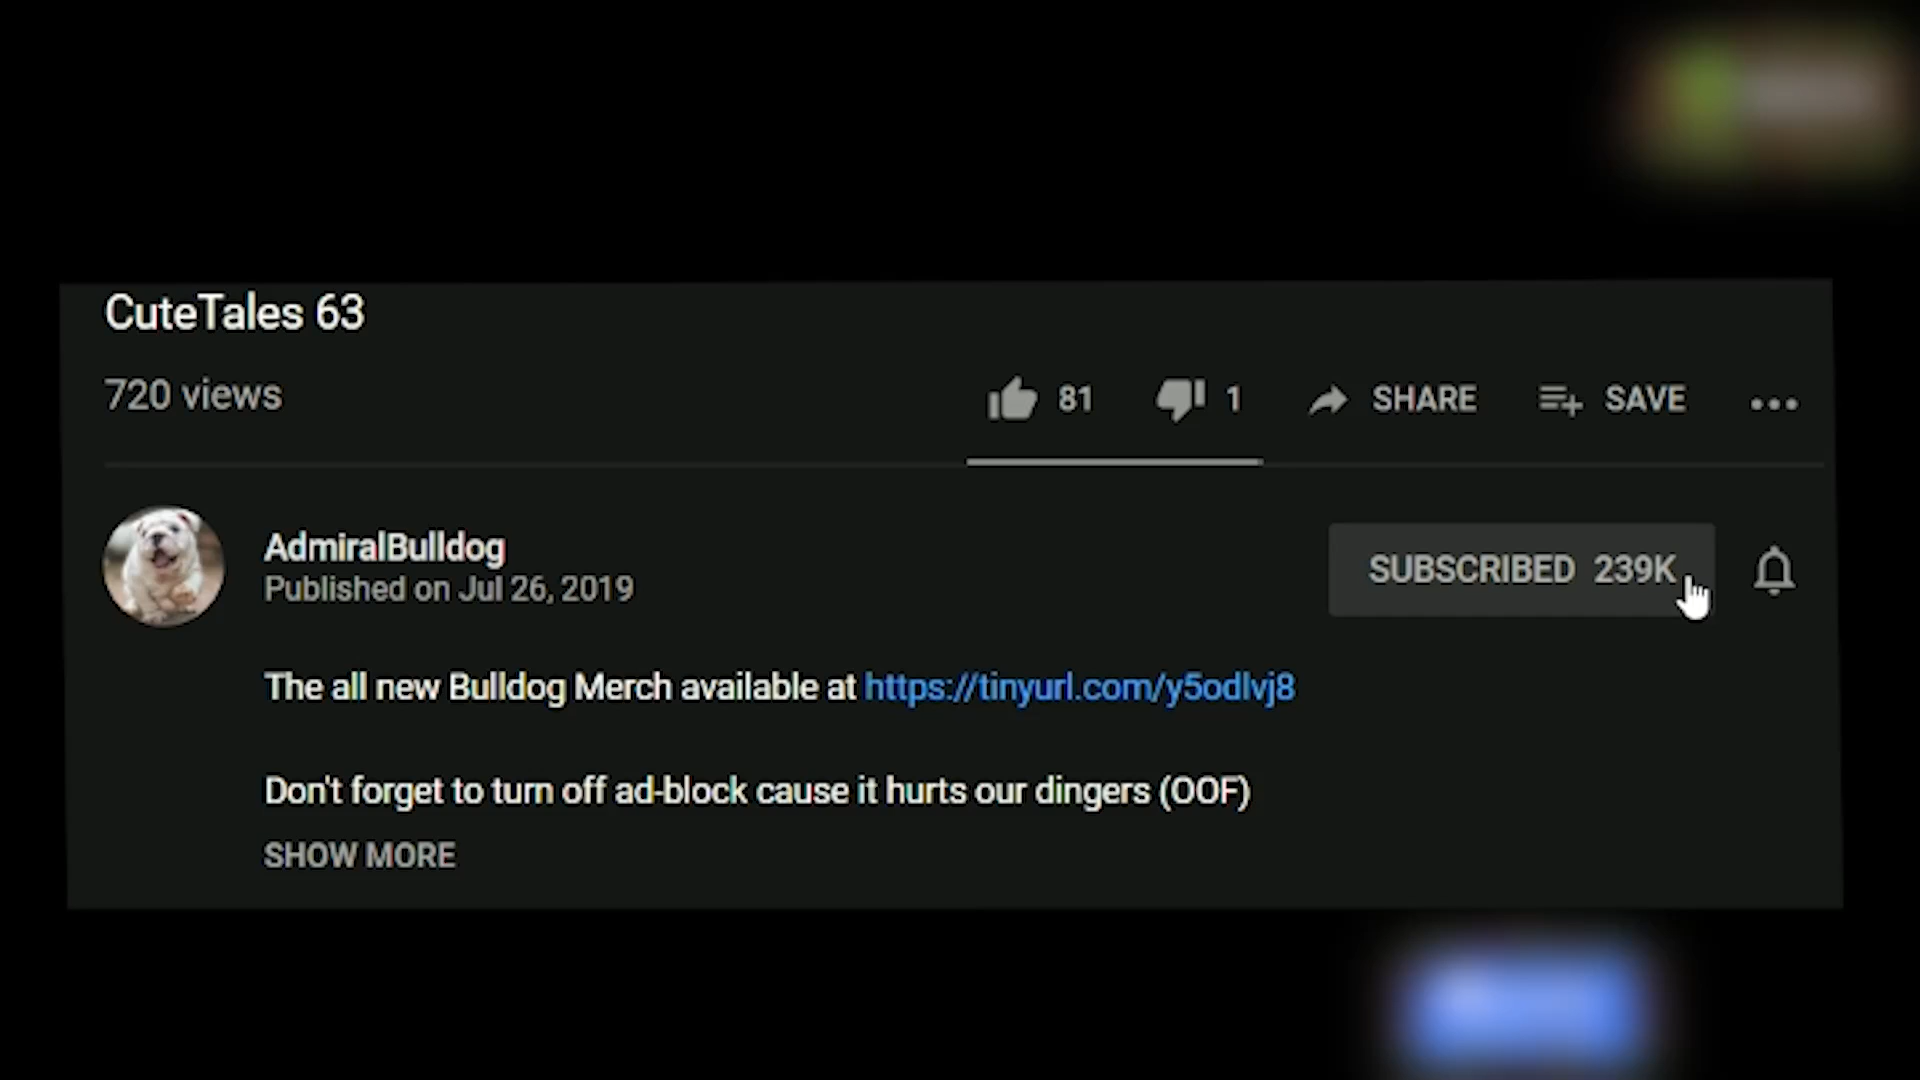 CuteTales 63
720 views
81 1 SHARE SAVE
AdmiralBulldog
Published on Jul 26, 2019
SUBSCRIBED 239K
The all new Bulldog Merch available at https://tinyurl.com/y5odlvj8
Don't forget to turn off ad-block cause it hurts our dingers (OOF)
SHOW MORE